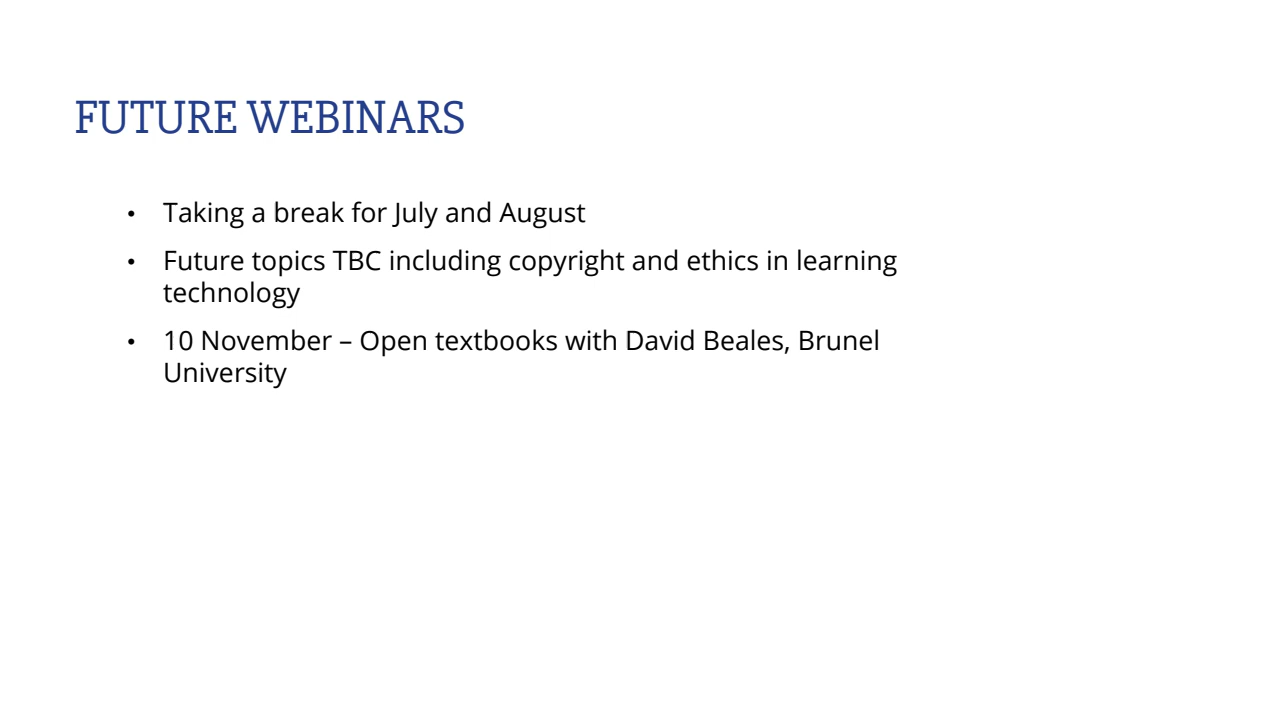 FUTURE WEBINARS
• Taking a break for July and August
• Future topics TBC including copyright and ethics in learning
technology
• 10 November – Open textbooks with David Beales, Brunel
University